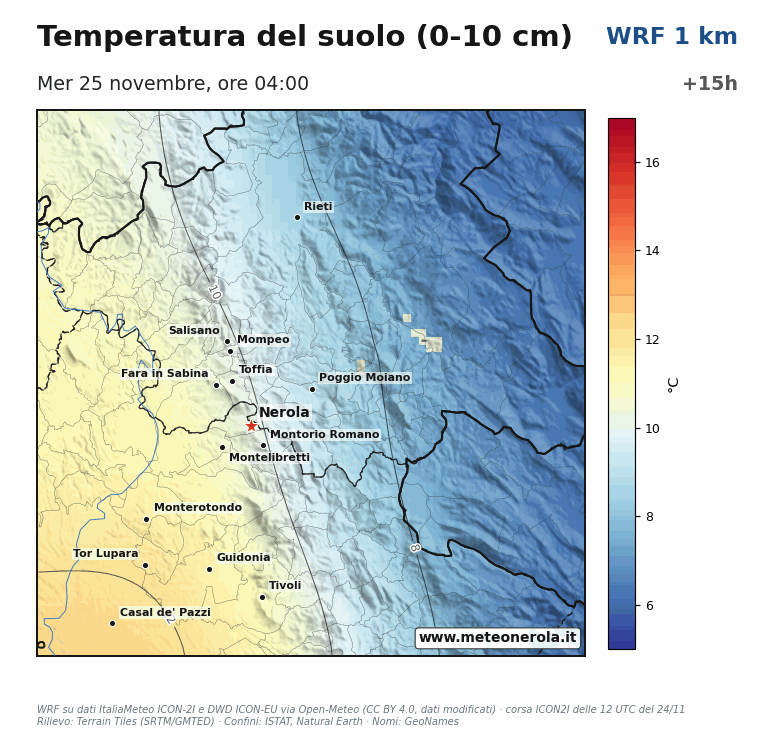 Temperatura del suolo (0-10 cm)
WRF 1 km
Mer 25 novembre, ore 04:00
+15h
Rieti
10
Salisano
Mompeo
Fara in Sabina
Toffia
Poggio Moiano
Nerola
Montorio Romano
Montelibretti
Monterotondo
8
Tor Lupara
Guidonia
Tivoli
Casal de' Pazzi
www.meteonerola.it
16
14
12
10
8
6
°C
WRF su dati ItaliaMeteo ICON-2I e DWD ICON-EU via Open-Meteo (CC BY 4.0, dati modificati) · corsa ICON2I delle 12 UTC del 24/11
Rilievo: Terrain Tiles (SRTM/GMTED) · Confini: ISTAT, Natural Earth · Nomi: GeoNames